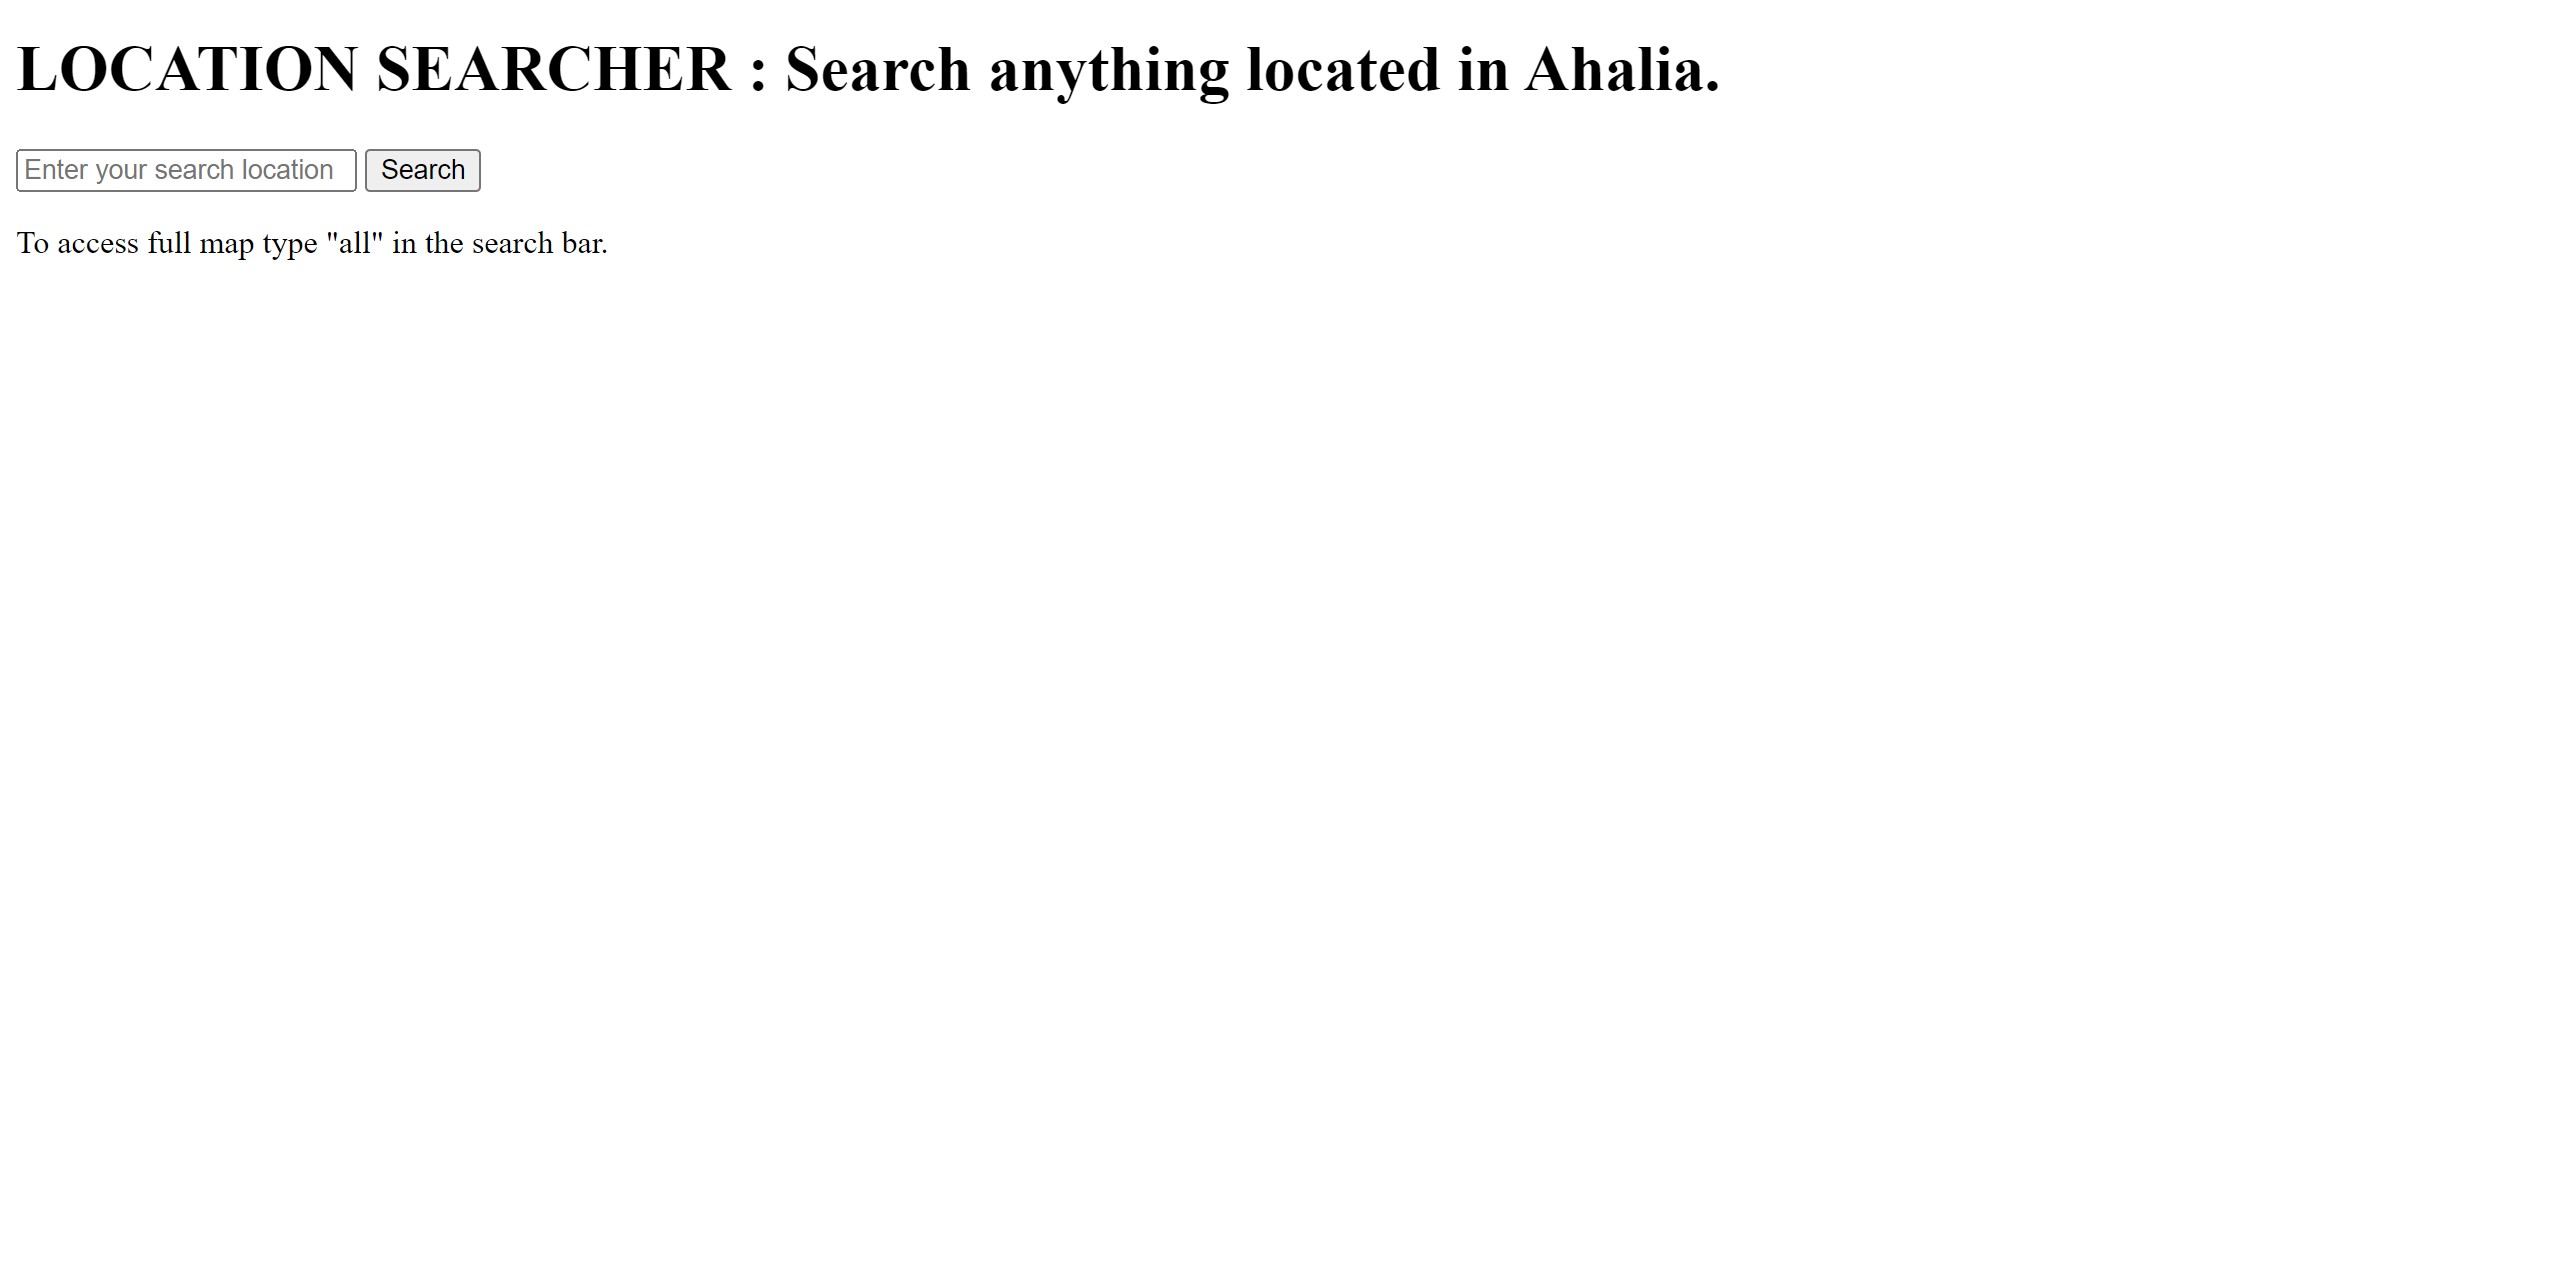 LOCATION SEARCHER : Search anything located in Ahalia.
Enter your search location Search
To access full map type "all" in the search bar.